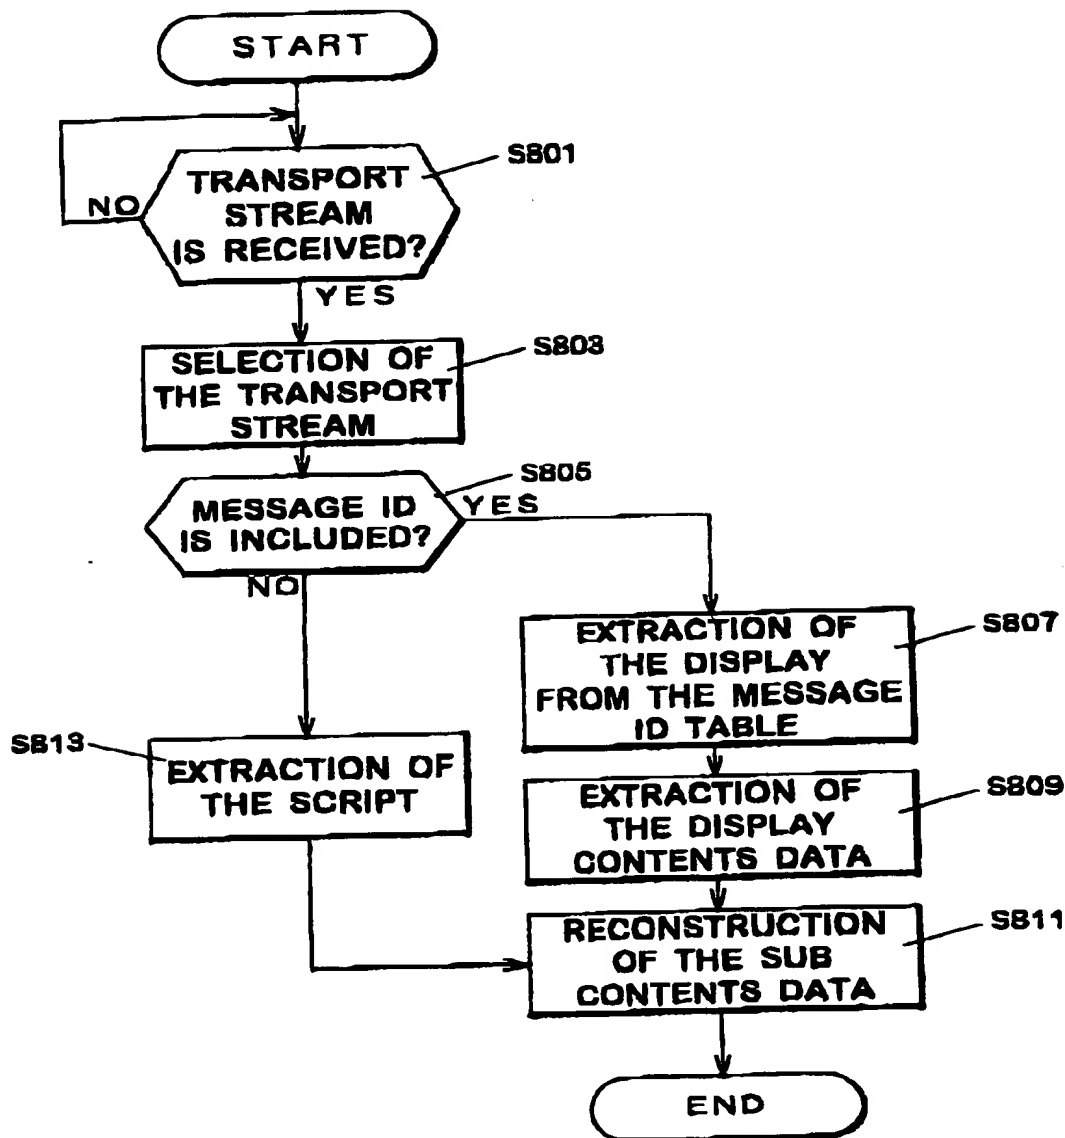 START
S801
TRANSPORT
STREAM
IS RECEIVED?
NO
YES
S803
SELECTION OF
THE TRANSPORT
STREAM
S805
MESSAGE ID
IS INCLUDED?
YES
NO
S807
EXTRACTION OF
THE DISPLAY
FROM THE MESSAGE
ID TABLE
S813
EXTRACTION OF
THE SCRIPT
S809
EXTRACTION OF
THE DISPLAY
CONTENTS DATA
S811
RECONSTRUCTION
OF THE SUB
CONTENTS DATA
END